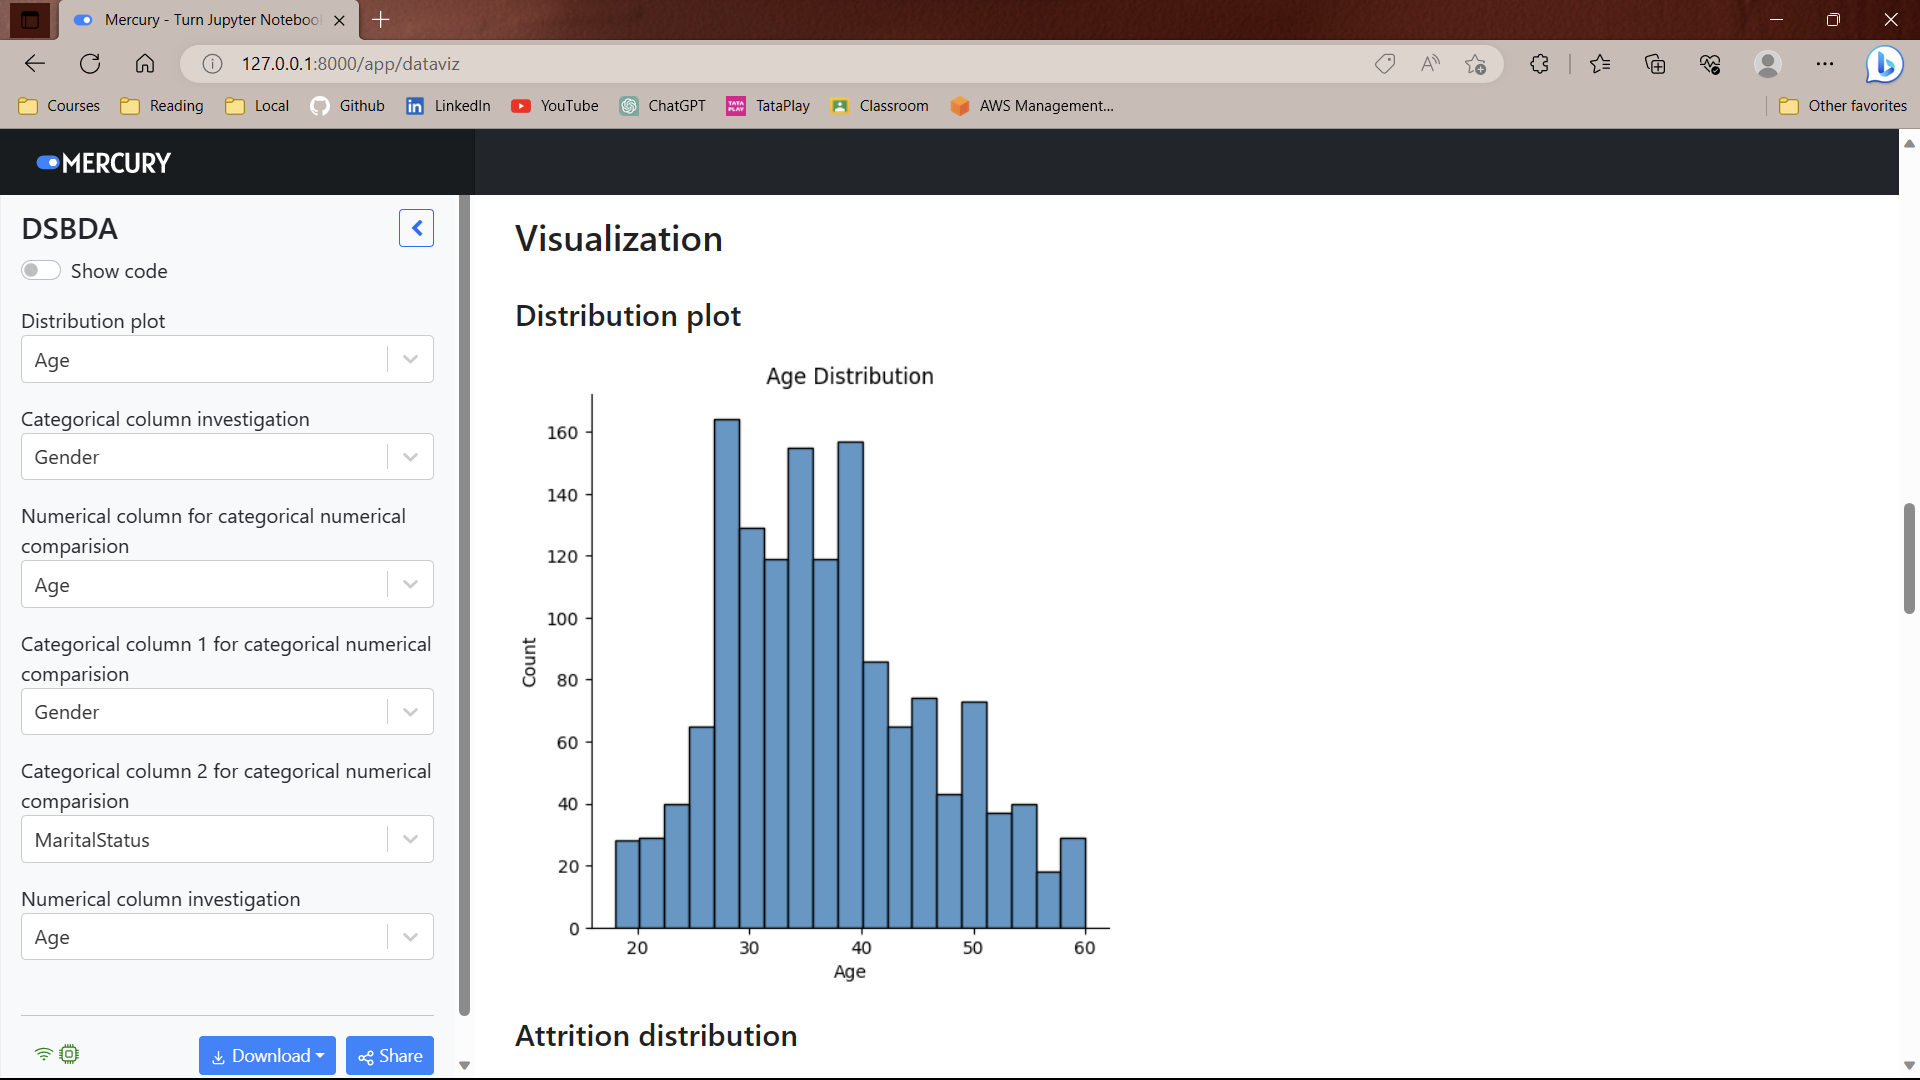 Mercury - Turn Jupyter Noteboo
127.0.0.1:8000/app/dataviz
Courses
Reading
Local
Github
LinkedIn
YouTube
ChatGPT
TATA PLAY
TataPlay
Classroom
AWS Management...
Other favorites
MERCURY
DSBDA
Show code
Distribution plot
Age
Categorical column investigation
Gender
Numerical column for categorical numerical
comparision
Age
Categorical column 1 for categorical numerical
comparision
Gender
Categorical column 2 for categorical numerical
comparision
MaritalStatus
Numerical column investigation
Age
Download
Share
Visualization
Distribution plot
Age Distribution
160
140
120
100
80
60
40
20
0
Count
20 30 40 50 60
Age
Attrition distribution